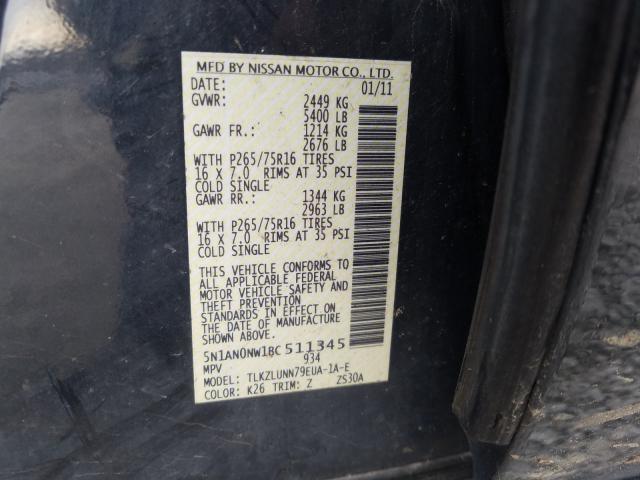 MFD BY NISSAN MOTOR CO., LTD.
DATE: 01/11
GVWR: 2449 KG
5400 LB
GAWR FR.: 1214 KG
2676 LB
WITH P265/75R16 TIRES
16 X 7.0 RIMS AT 35 PSI
COLD SINGLE
GAWR RR.: 1344 KG
2963 LB
WITH P265/75R16 TIRES
16 X 7.0 RIMS AT 35 PSI
COLD SINGLE
THIS VEHICLE CONFORMS TO
ALL APPLICABLE FEDERAL
MOTOR VEHICLE SAFETY AND
THEFT PREVENTION
STANDARDS IN EFFECT ON
THE DATE OF MANUFACTURE
SHOWN ABOVE.
5N1AN0NW1BC511345
MPV 934
MODEL: TLKZLUNN79EUA-1A-E
COLOR: K26 TRIM: Z ZS30A